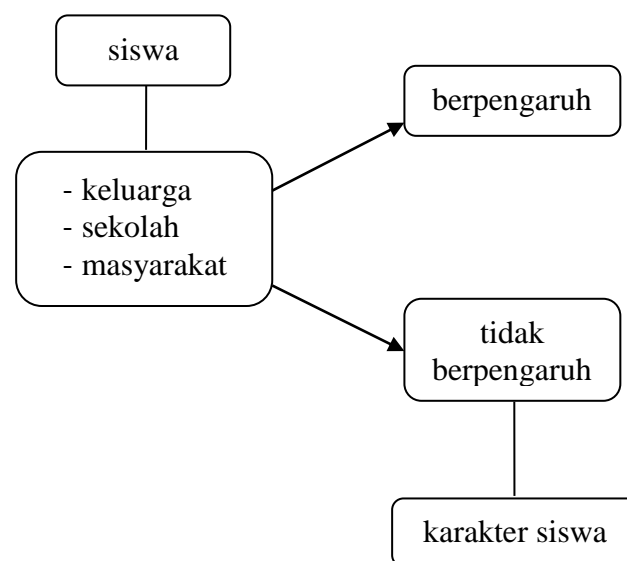 siswa
berpengaruh
- keluarga
- sekolah
- masyarakat
tidak
berpengaruh
karakter siswa